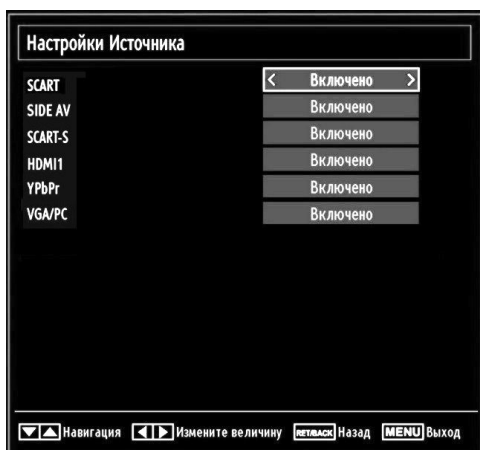 Настройки Источника
SCART < Включено >
SIDE AV Включено
SCART-S Включено
HDMI1 Включено
YPbPr Включено
VGA/PC Включено
Навигация Измените величину RET/BACK Назад MENU Выход